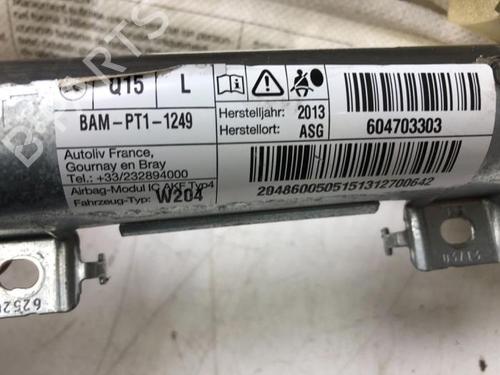 Q15 L
BAM-PT1-1249
Autoliv France,
Gournay en Bray
Tel.: +33/232894000
Airbag-Modul IC AKF Typ4
Fahrzeug-Typ: W204
Herstelljahr: 2013
Herstellort: ASG
604703303
2048600505151312700642